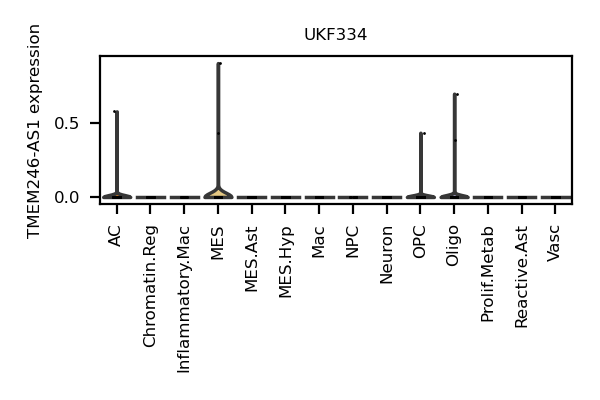 UKF334
TMEM246-AS1 expression
0.5
0.0
AC
Chromatin.Reg
Inflammatory.Mac
MES
MES.Ast
MES.Hyp
Mac
NPC
Neuron
OPC
Oligo
Prolif.Metab
Reactive.Ast
Vasc